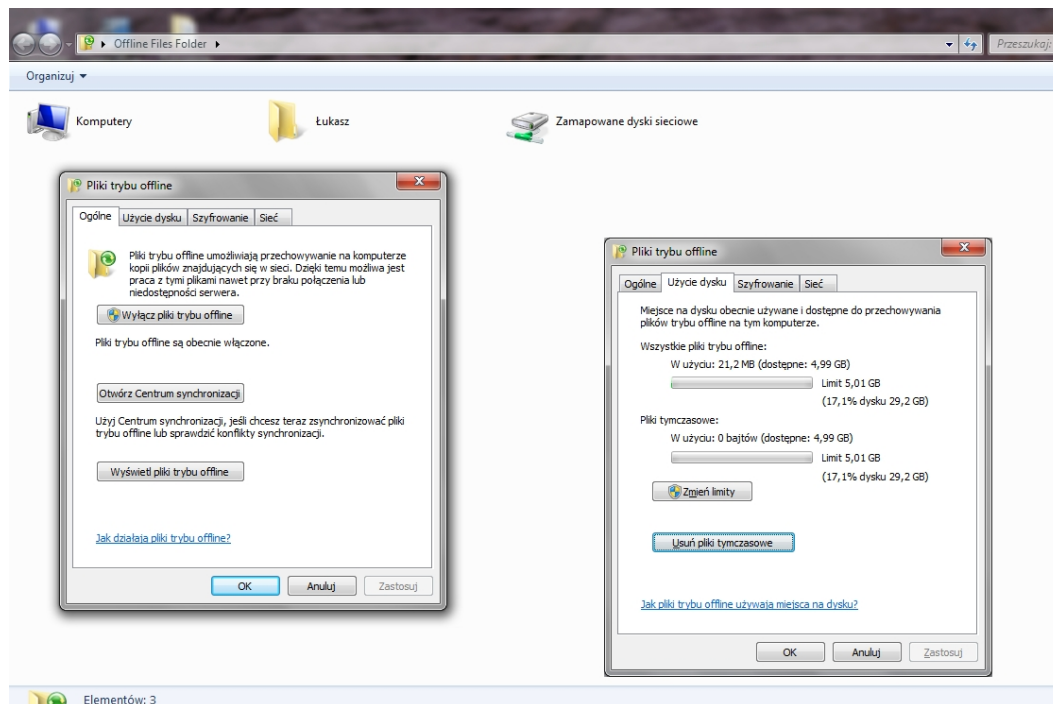 Offline Files Folder
Przeszukaj:
Organizuj
Komputery
Łukasz
Zamapowane dyski sieciowe
Pliki trybu offline
Ogólne Użycie dysku Szyfrowanie Sieć
Pliki trybu offline umożliwiają przechowywanie na komputerze
kopii plików znajdujących się w sieci. Dzięki temu możliwa jest
praca z tymi plikami nawet przy braku połączenia lub
niedostępności serwera.
Wyłącz pliki trybu offline
Pliki trybu offline są obecnie włączone.
Otwórz Centrum synchronizacji
Użyj Centrum synchronizacji, jeśli chcesz teraz zsynchronizować pliki
trybu offline lub sprawdzić konflikty synchronizacji.
Wyświetl pliki trybu offline
Jak działają pliki trybu offline?
OK Anuluj Zastosuj
Pliki trybu offline
Ogólne Użycie dysku Szyfrowanie Sieć
Miejsce na dysku obecnie używane i dostępne do przechowywania
plików trybu offline na tym komputerze.
Wszystkie pliki trybu offline:
W użyciu: 21,2 MB (dostępne: 4,99 GB)
Limit 5,01 GB
(17,1% dysku 29,2 GB)
Pliki tymczasowe:
W użyciu: 0 bajtów (dostępne: 4,99 GB)
Limit 5,01 GB
(17,1% dysku 29,2 GB)
Zmień limity
Usuń pliki tymczasowe
Jak pliki trybu offline używają miejsca na dysku?
OK Anuluj Zastosuj
Elementów: 3